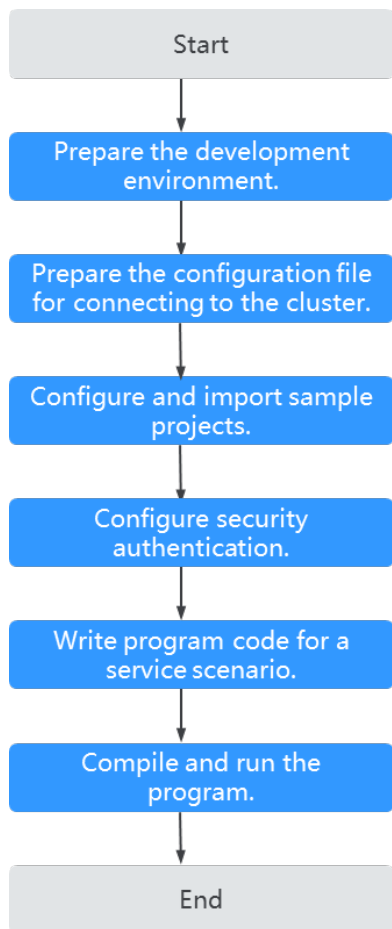 Start
Prepare the development
environment.
Prepare the configuration file
for connecting to the cluster.
Configure and import sample
projects.
Configure security
authentication.
Write program code for a
service scenario.
Compile and run the
program.
End